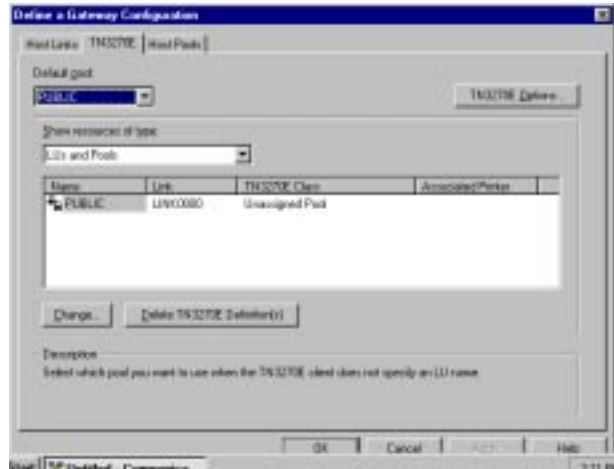 Define a Gateway Configuration
Host Links TN3270E Host Pools
Default pool:
PUBLIC
TN3270E Options...
Show resources of type:
LUs and Pools
Name Link TN3270E Class Associated Printer
PUBLIC LINK0000 Unassigned Pool
Change... Delete TN3270E Definition(s)
Description
Select which pool you want to use when the TN3270E client does not specify an LU name
OK Cancel Help
Start Untitled - Communica...